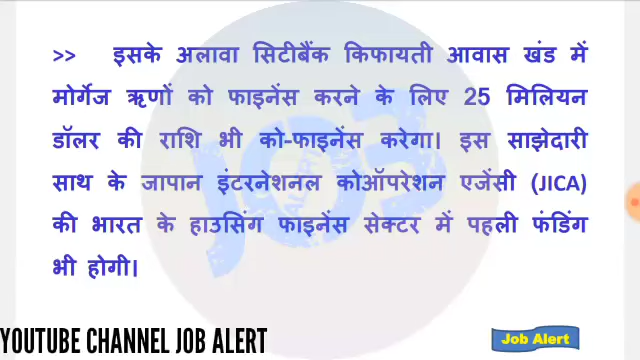 >> इसके अलावा सिटीबैंक किफायती आवास खंड में
मोर्गेज ऋणों को फाइनेंस करने के लिए 25 मिलियन
डॉलर की राशि भी को-फाइनेंस करेगा। इस साझेदारी
साथ के जापान इंटरनेशनल कोऑपरेशन एजेंसी (JICA)
की भारत के हाउसिंग फाइनेंस सेक्टर में पहली फंडिंग
भी होगी।
JOB
YOUTUBE CHANNEL JOB ALERT
Job Alert